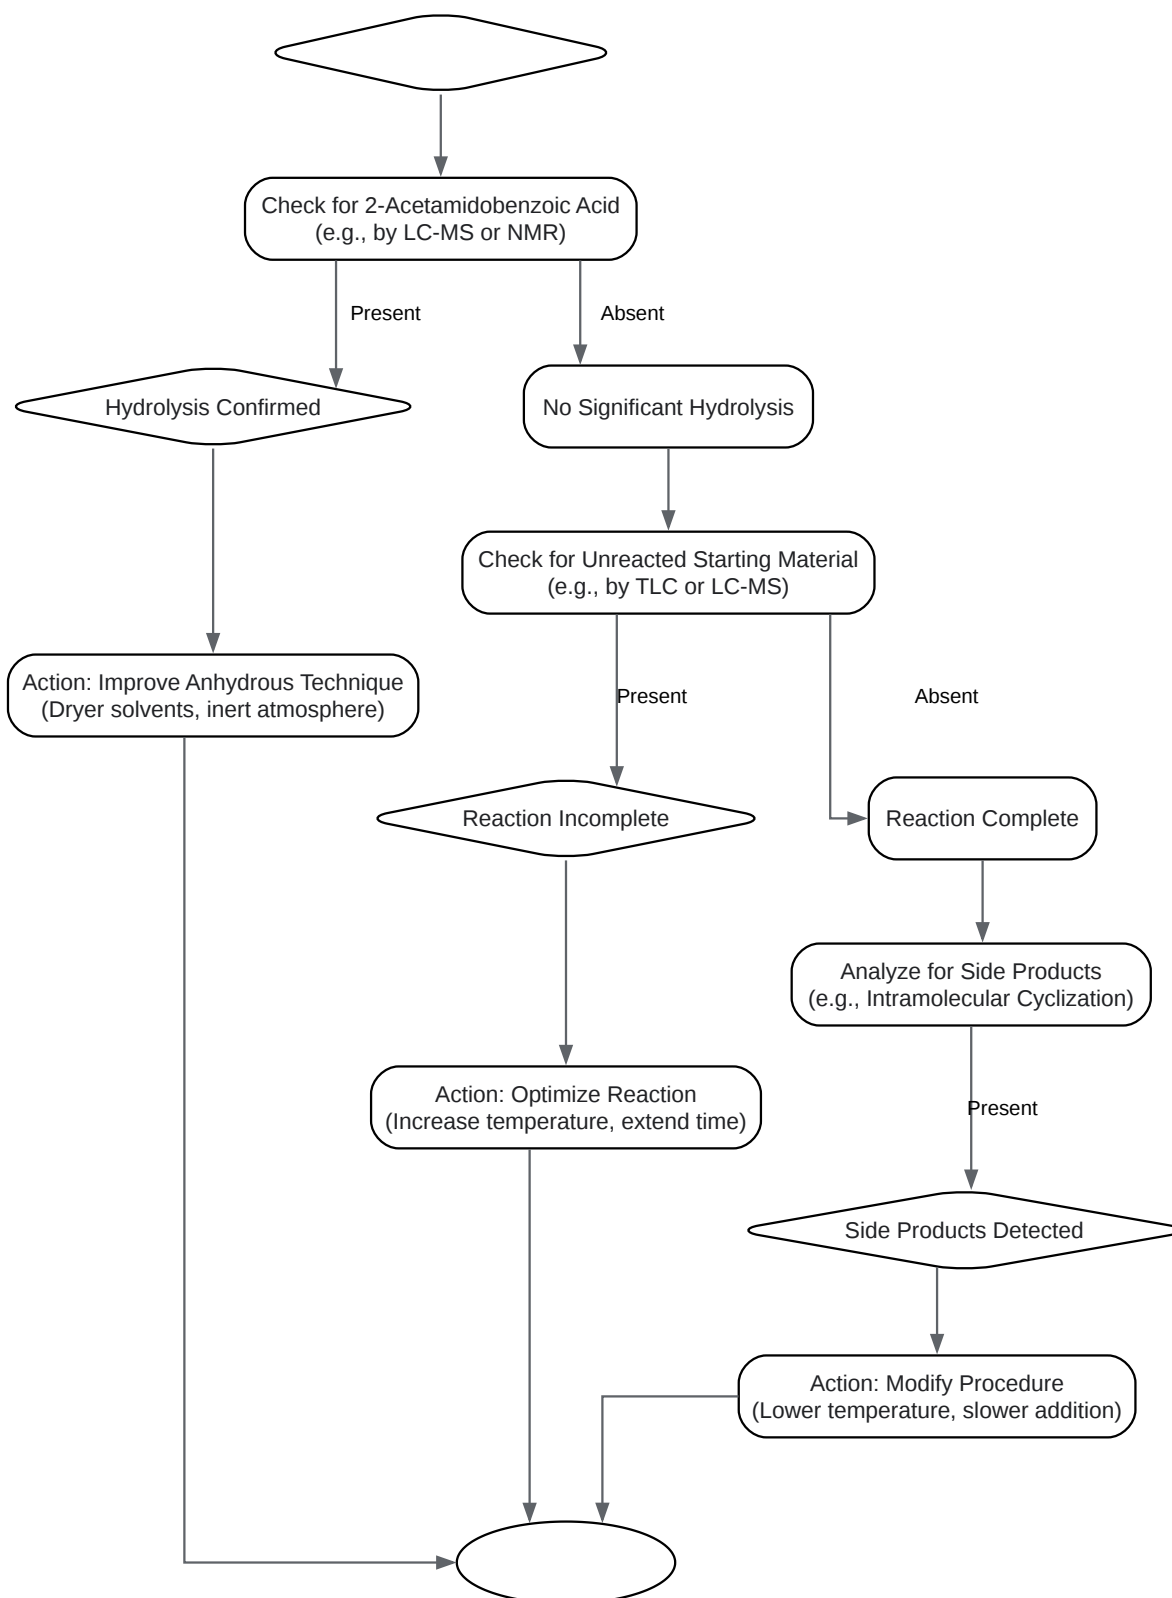 Check for 2-Acetamidobenzoic Acid
(e.g., by LC-MS or NMR)
Present
Absent
Hydrolysis Confirmed
No Significant Hydrolysis
Check for Unreacted Starting Material
(e.g., by TLC or LC-MS)
Action: Improve Anhydrous Technique
(Dryer solvents, inert atmosphere)
Present
Absent
Reaction Incomplete
Reaction Complete
Analyze for Side Products
(e.g., Intramolecular Cyclization)
Action: Optimize Reaction
(Increase temperature, extend time)
Present
Side Products Detected
Action: Modify Procedure
(Lower temperature, slower addition)